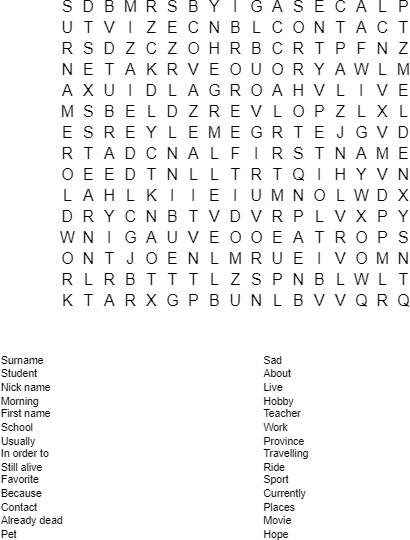 S D B M R S B Y I G A S E C A L P
U T V I Z E C N B L C O N T A C T
R S D Z C Z O H R B C R T P F N Z
N E T A K R V E O U O R Y A W L M
A X U I D L A G R O A H V L I V E
M S B E L D Z R E V L O P Z L X L
E S R E Y L E M E G R T E J G V D
R T A D C N A L F I R S T N A M E
O E E D T N L L T R T Q I H Y V N
L A H L K I I E I U M N O L W D X
D R Y C N B T V D V R P L V X P Y
W N I G A U V E O O E A T R O P S
O N T J O E N L M R U E I V O M N
R L R B T T T L Z S P N B L W L T
K T A R X G P B U N L B V V Q R Q
Surname
Student
Nick name
Morning
First name
School
Usually
In order to
Still alive
Favorite
Because
Contact
Already dead
Pet
Sad
About
Live
Hobby
Teacher
Work
Province
Travelling
Ride
Sport
Currently
Places
Movie
Hope